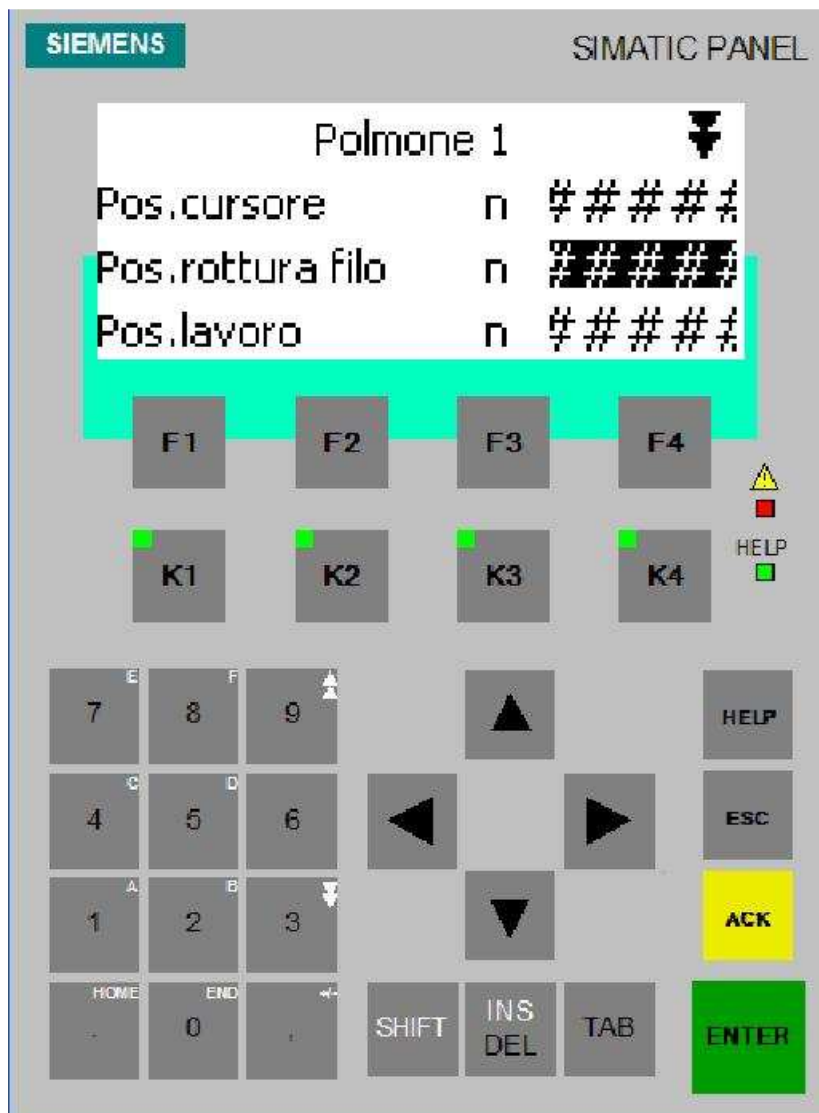 SIEMENS
SIMATIC PANEL
Polmone 1
Pos.cursore n #####
Pos.rottura filo n #####
Pos.lavoro n #####
F1 F2 F3 F4
K1 K2 K3 K4
HELP
E F
7 8 9
HELP
C D
4 5 6
ESC
A B
1 2 3
ACK
HOME END +/-
. 0 ,
SHIFT
INS
DEL
TAB
ENTER